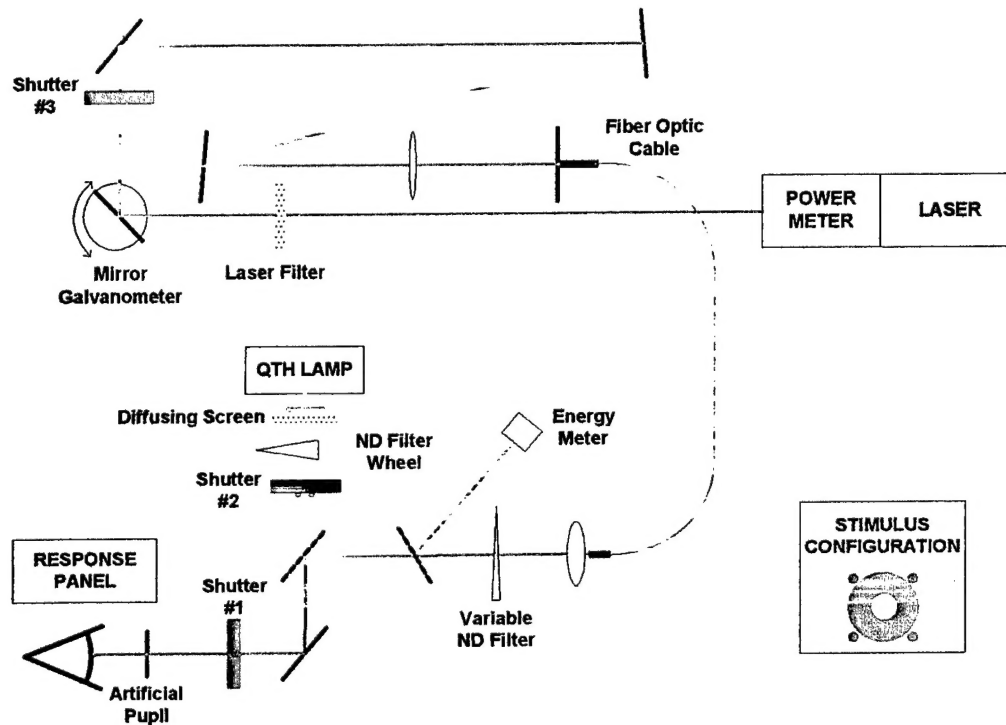 Shutter
#3
Fiber Optic
Cable
POWER
METER
LASER
Mirror
Galvanometer
Laser Filter
QTH LAMP
Diffusing Screen
ND Filter
Wheel
Energy
Meter
Shutter
#2
RESPONSE
PANEL
Shutter
#1
Variable
ND Filter
STIMULUS
CONFIGURATION
Artificial
Pupil